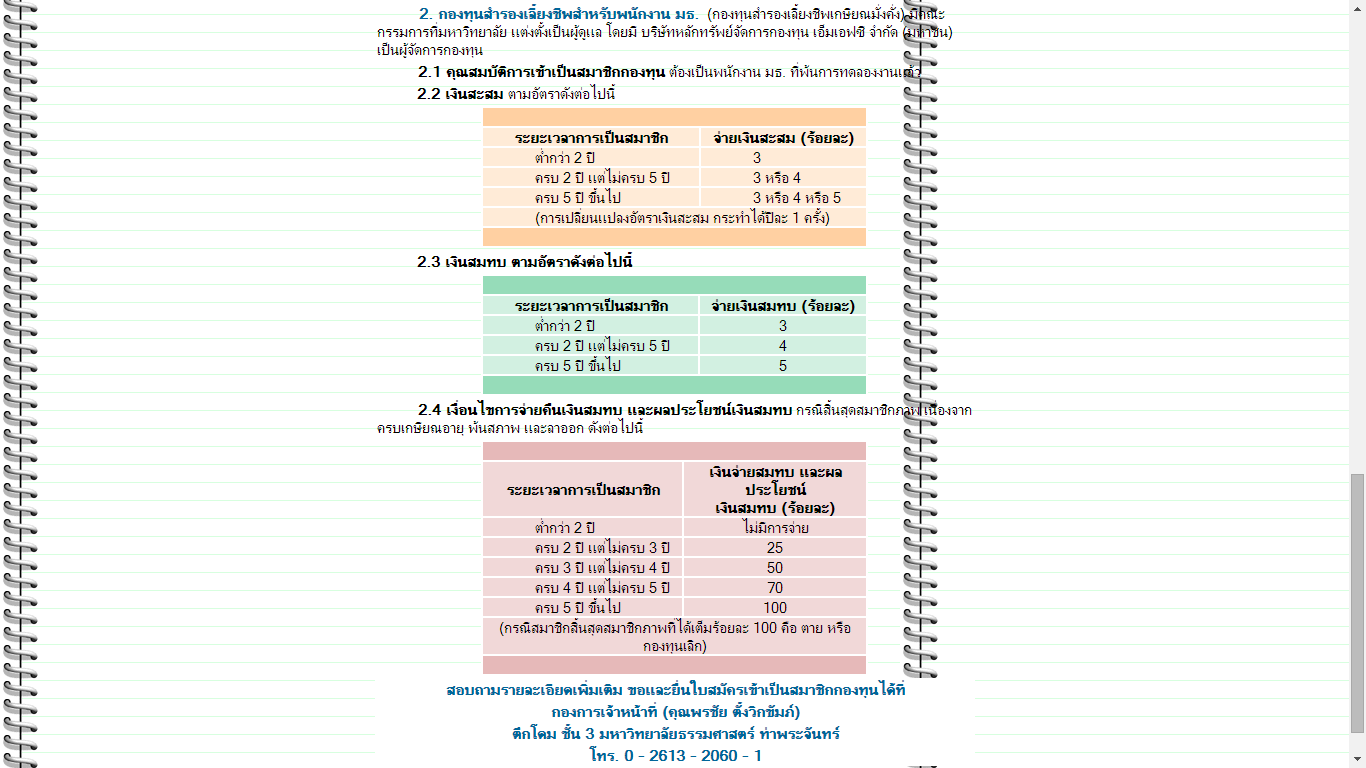 2. กองทุนสำรองเลี้ยงชีพสำหรับพนักงาน มธ. (กองทุนสำรองเลี้ยงชีพเกษียณมั่งคั่ง) มีคณะ
กรรมการที่มหาวิทยาลัย แต่งตั้งเป็นผู้ดูแล โดยมี บริษัทหลักทรัพย์จัดการกองทุน เอ็มเอฟซี จำกัด (มหาชน)
เป็นผู้จัดการกองทุน
2.1 คุณสมบัติการเข้าเป็นสมาชิกกองทุน ต้องเป็นพนักงาน มธ. ที่พ้นการทดลองงานแล้ว
2.2 เงินสะสม ตามอัตราดังต่อไปนี้
ระยะเวลาการเป็นสมาชิก จ่ายเงินสะสม (ร้อยละ)
ต่ำกว่า 2 ปี 3
ครบ 2 ปี แต่ไม่ครบ 5 ปี 3 หรือ 4
ครบ 5 ปี ขึ้นไป 3 หรือ 4 หรือ 5
(การเปลี่ยนแปลงอัตราเงินสะสม กระทำได้ปีละ 1 ครั้ง)
2.3 เงินสมทบ ตามอัตราดังต่อไปนี้
ระยะเวลาการเป็นสมาชิก จ่ายเงินสมทบ (ร้อยละ)
ต่ำกว่า 2 ปี 3
ครบ 2 ปี แต่ไม่ครบ 5 ปี 4
ครบ 5 ปี ขึ้นไป 5
2.4 เงื่อนไขการจ่ายคืนเงินสมทบ และผลประโยชน์เงินสมทบ กรณีสิ้นสุดสมาชิกภาพเนื่องจาก
ครบเกษียณอายุ พ้นสภาพ และลาออก ดังต่อไปนี้
ระยะเวลาการเป็นสมาชิก เงินจ่ายสมทบ และผล
ประโยชน์
เงินสมทบ (ร้อยละ)
ต่ำกว่า 2 ปี ไม่มีการจ่าย
ครบ 2 ปี แต่ไม่ครบ 3 ปี 25
ครบ 3 ปี แต่ไม่ครบ 4 ปี 50
ครบ 4 ปี แต่ไม่ครบ 5 ปี 70
ครบ 5 ปี ขึ้นไป 100
(กรณีสมาชิกสิ้นสุดสมาชิกภาพที่ได้เต็มร้อยละ 100 คือ ตาย หรือ
กองทุนเลิก)
สอบถามรายละเอียดเพิ่มเติม ขอและยื่นใบสมัครเข้าเป็นสมาชิกกองทุนได้ที่
กองการเจ้าหน้าที่ (คุณพรชัย ตั้งวิกขัมภ์)
ตึกโดม ชั้น 3 มหาวิทยาลัยธรรมศาสตร์ ท่าพระจันทร์
โทร. 0 - 2613 - 2060 - 1